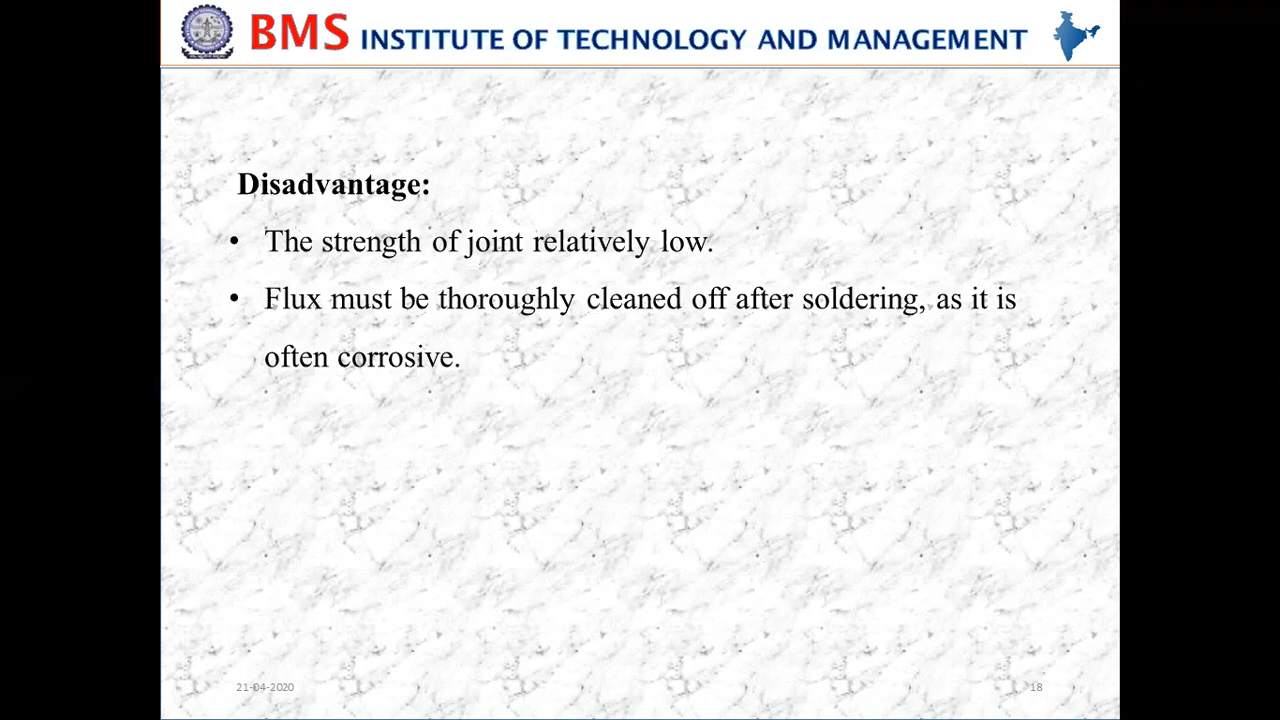 BMS INSTITUTE OF TECHNOLOGY AND MANAGEMENT
Disadvantage:
• The strength of joint relatively low.
• Flux must be thoroughly cleaned off after soldering, as it is
often corrosive.
21-04-2020
18